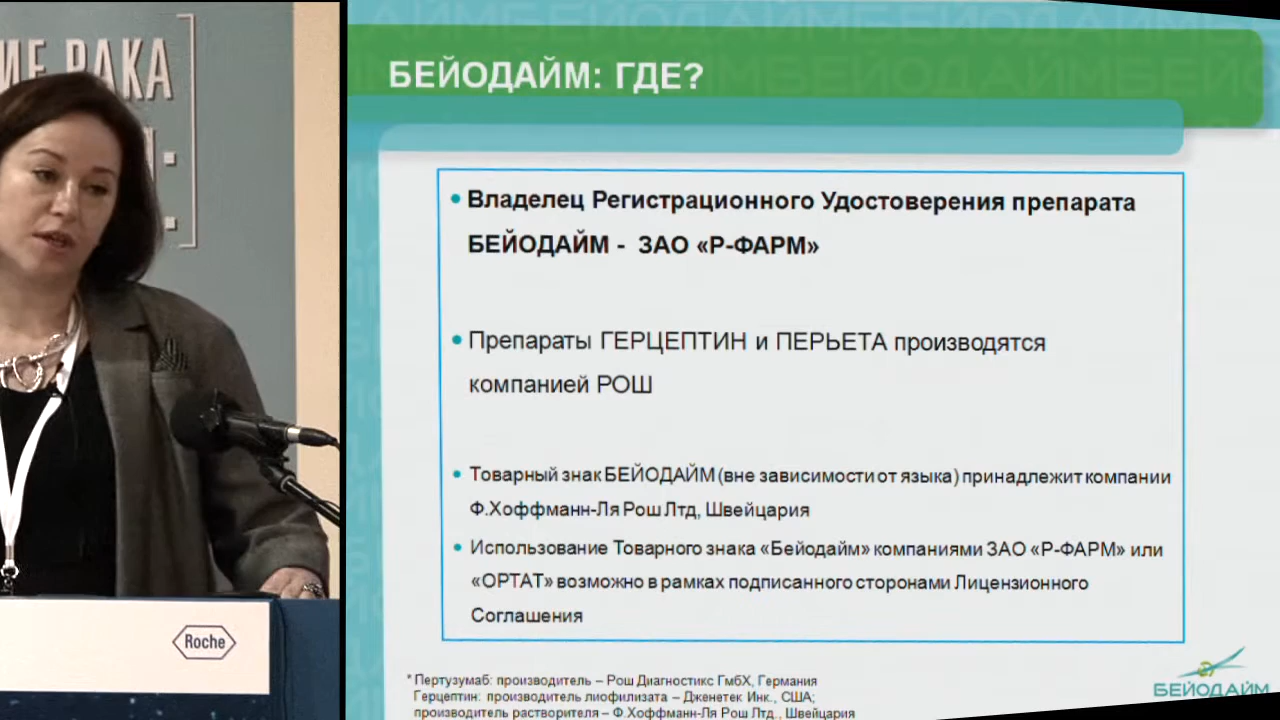 ИЕ РАКА
Roche
БЕЙОДАЙМ: ГДЕ?
• Владелец Регистрационного Удостоверения препарата
БЕЙОДАЙМ - ЗАО «Р-ФАРМ»
• Препараты ГЕРЦЕПТИН и ПЕРЬЕТА производятся
компанией РОШ
• Товарный знак БЕЙОДАЙМ (вне зависимости от языка) принадлежит компании
Ф.Хоффманн-Ля Рош Лтд, Швейцария
• Использование Товарного знака «Бейодайм» компаниями ЗАО «Р-ФАРМ» или
«ОРТАТ» возможно в рамках подписанного сторонами Лицензионного
Соглашения
* Пертузумаб: производитель – Рош Диагностикс ГмбХ, Германия
Герцептин: производитель лиофилизата – Дженетек Инк., США;
производитель растворителя – Ф.Хоффманн-Ля Рош Лтд., Швейцария
БЕЙОДАЙМ